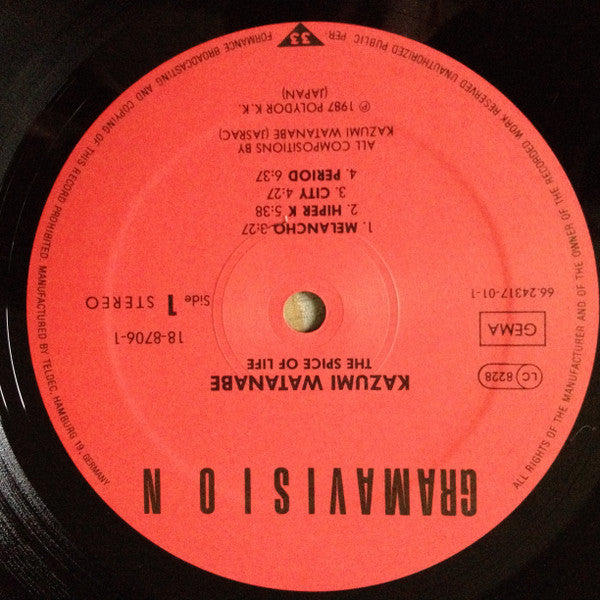 GRAMAVISION
KAZUMI WATANABE
THE SPICE OF LIFE
LC 8228
GEMA
66.24317-01-1
18-8706-1
Side 1 STEREO
1. MELANCHO 3:27
2. HIPER K 5:38
3. CITY 4:27
4. PERIOD 6:37
ALL COMPOSITIONS BY
KAZUMI WATANABE (JASRAC)
℗ 1987 POLYDOR K.K.
(JAPAN)
33
ALL RIGHTS OF THE MANUFACTURER AND OF THE OWNER OF THE RECORDED WORK RESERVED UNAUTHORIZED PUBLIC PER- FORMANCE BROADCASTING AND COPYING OF THIS RECORD PROHIBITED. MANUFACTURED BY TELDEC, HAMBURG 19, GERMANY